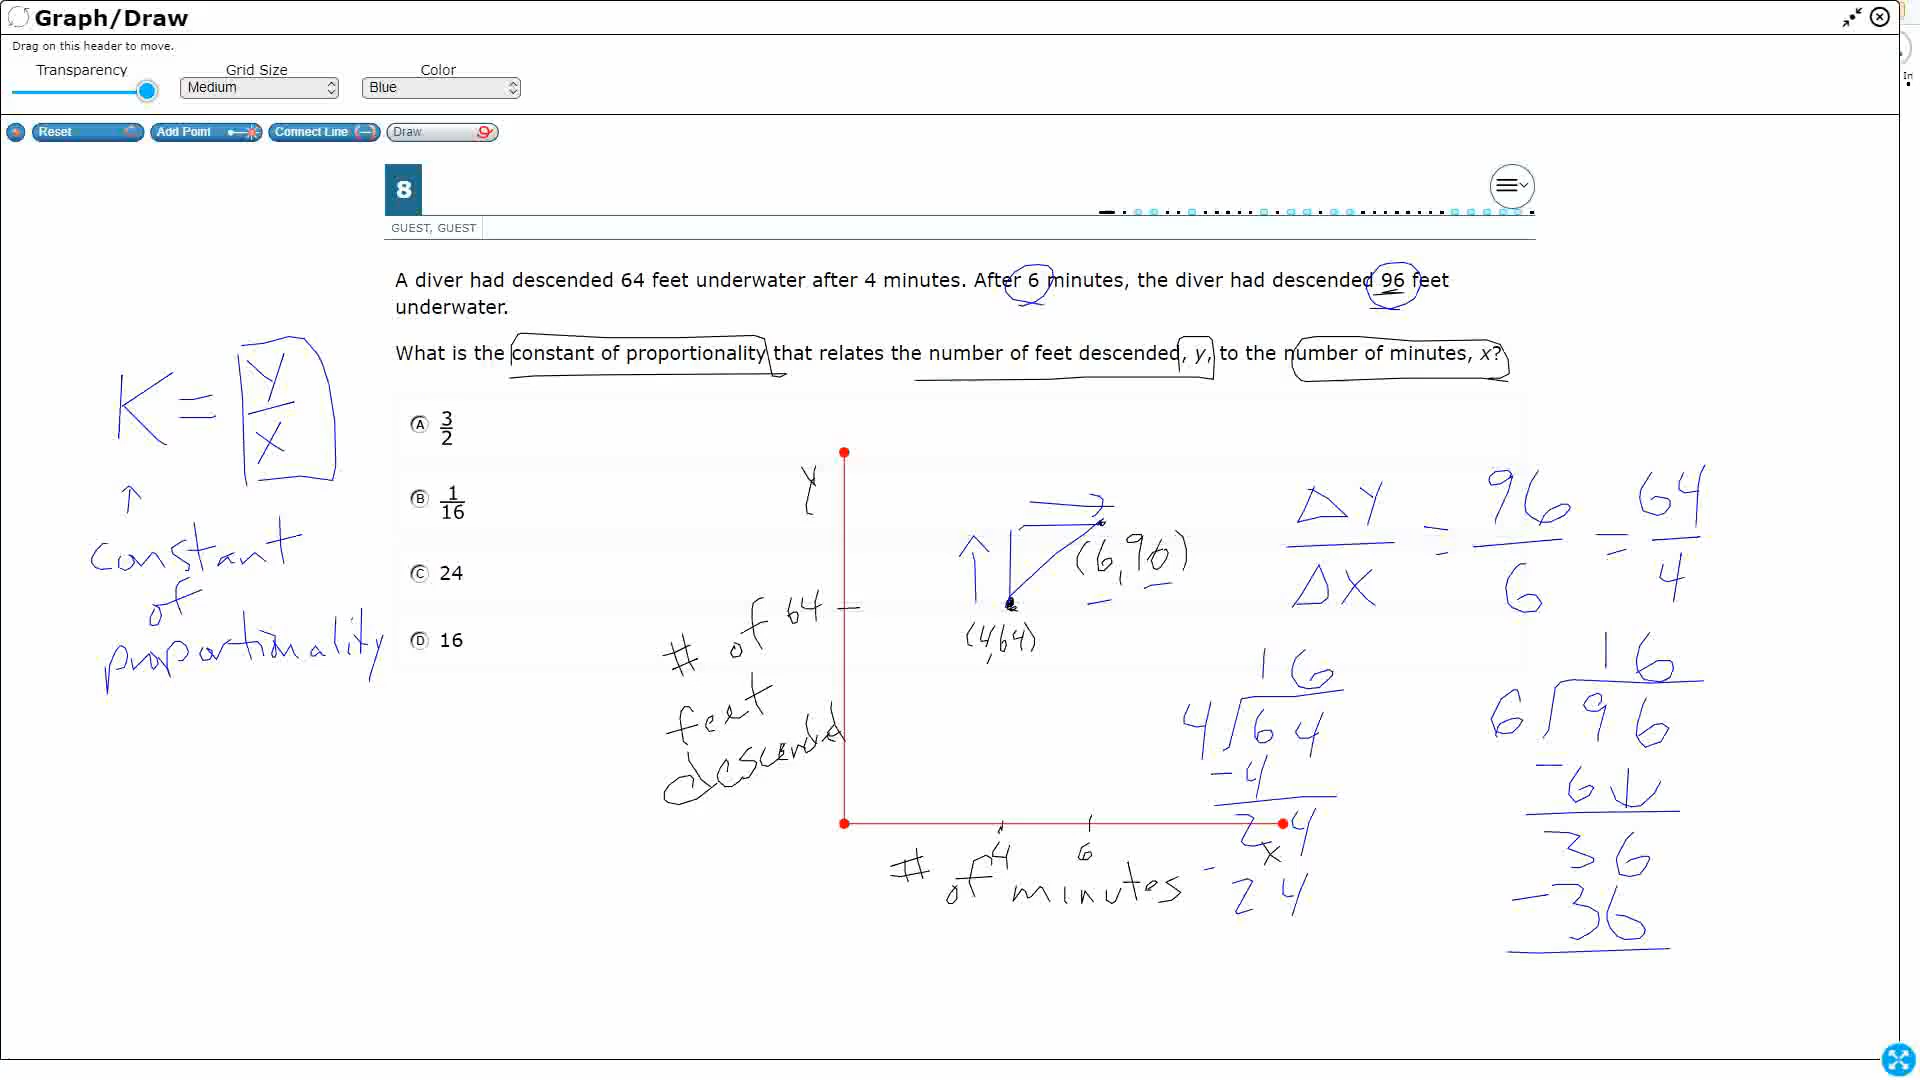 Graph/Draw
Drag on this header to move.
Transparency
Grid Size
Color
Medium
Blue
Reset
Add Point
Connect Line
Draw
8
GUEST, GUEST
A diver had descended 64 feet underwater after 4 minutes. After 6 minutes, the diver had descended 96 feet
underwater.
What is the constant of proportionality that relates the number of feet descended, y, to the number of minutes, x?
A 3/2
B 1/16
C 24
D 16
K = Y/X
↑
constant
of
proportionality
Y
# of
feet
descended
64
(6,96)
(4,64)
4
6
X
# of minutes
ΔY/ΔX = 96/6 = 64/4
16
4 64
-4
24
-24
16
6 96
-6↓
36
-36
In